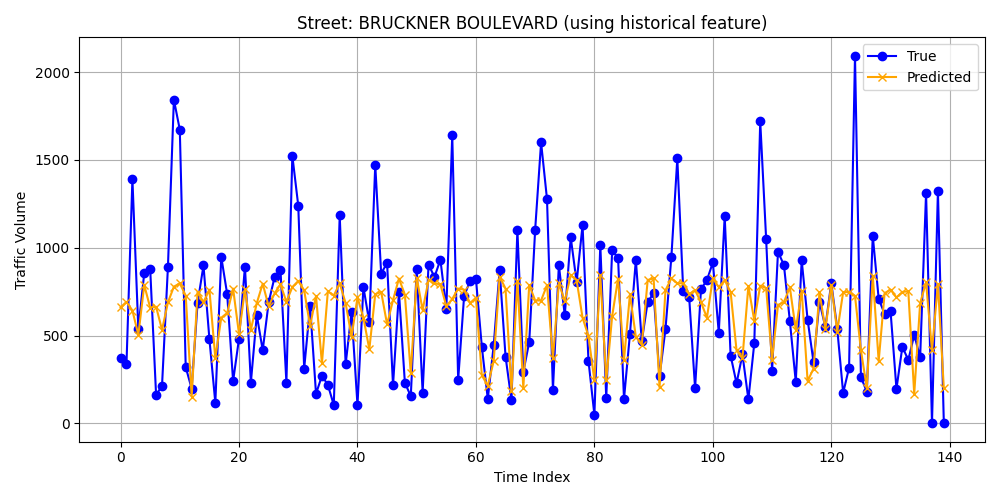 Street: BRUCKNER BOULEVARD (using historical feature)
True
Predicted
Traffic Volume
2000
1500
1000
500
0
0 20 40 60 80 100 120 140
Time Index